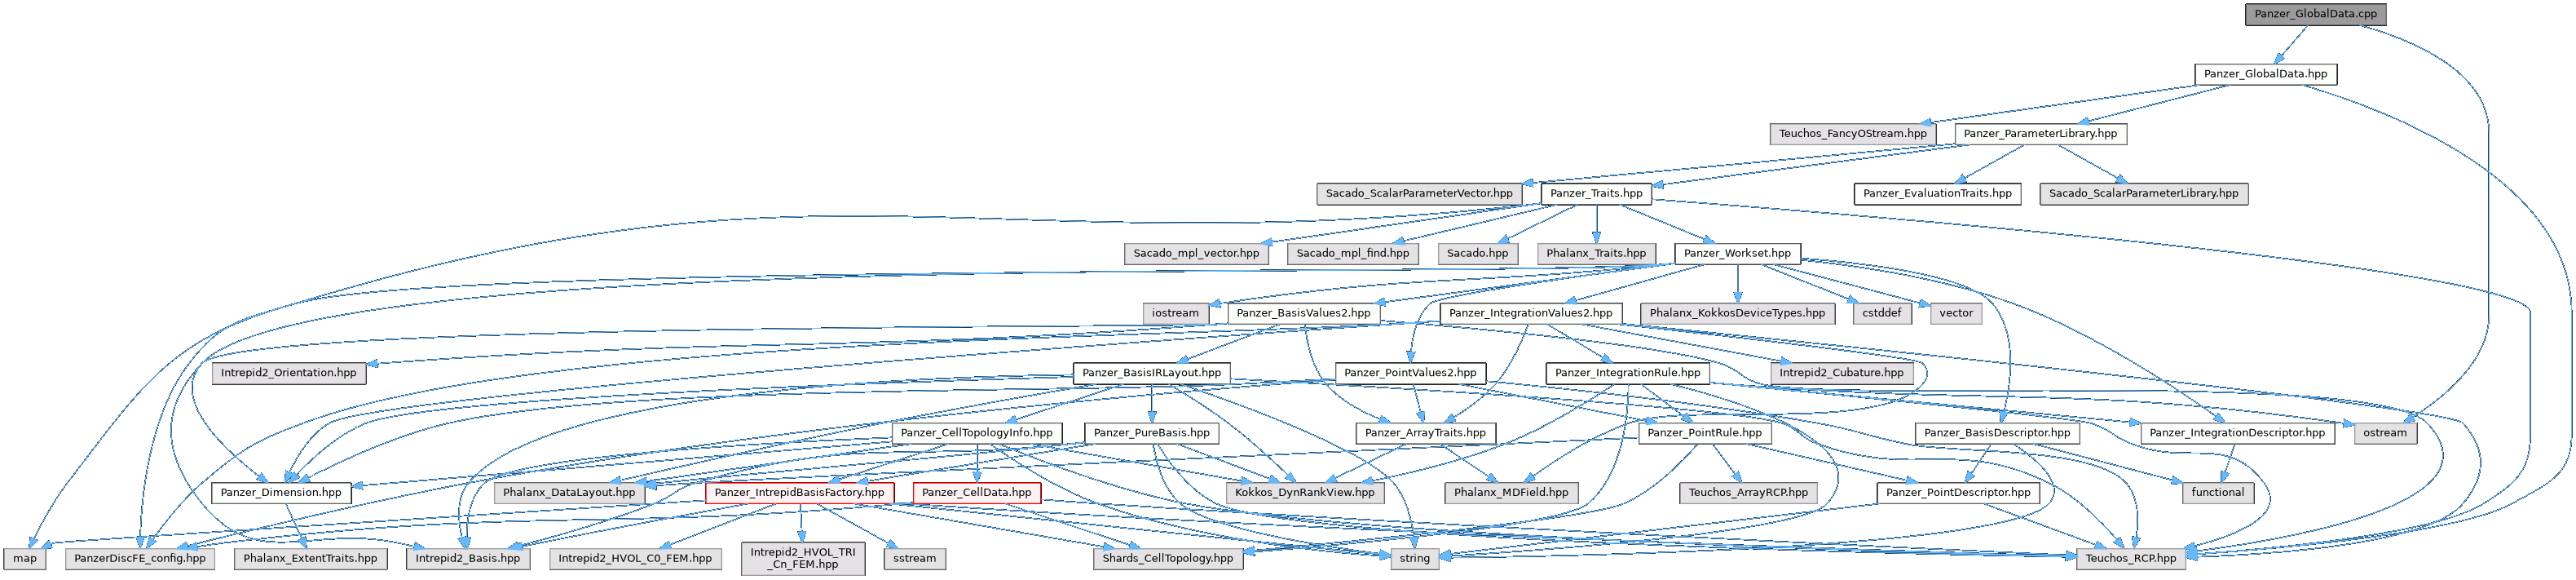 Panzer_GlobalData.cpp
Panzer_GlobalData.hpp
Teuchos_FancyOStream.hpp
Panzer_ParameterLibrary.hpp
Sacado_ScalarParameterVector.hpp
Panzer_Traits.hpp
Panzer_EvaluationTraits.hpp
Sacado_ScalarParameterLibrary.hpp
Sacado_mpl_vector.hpp
Sacado_mpl_find.hpp
Sacado.hpp
Phalanx_Traits.hpp
Panzer_Workset.hpp
iostream
Panzer_BasisValues2.hpp
Panzer_IntegrationValues2.hpp
Phalanx_KokkosDeviceTypes.hpp
cstddef
vector
Intrepid2_Orientation.hpp
Panzer_BasisIRLayout.hpp
Panzer_PointValues2.hpp
Panzer_IntegrationRule.hpp
Intrepid2_Cubature.hpp
Panzer_CellTopologyInfo.hpp
Panzer_PureBasis.hpp
Panzer_ArrayTraits.hpp
Panzer_PointRule.hpp
Panzer_BasisDescriptor.hpp
Panzer_IntegrationDescriptor.hpp
ostream
Panzer_Dimension.hpp
Phalanx_DataLayout.hpp
Panzer_IntrepidBasisFactory.hpp
Panzer_CellData.hpp
Kokkos_DynRankView.hpp
Phalanx_MDField.hpp
Teuchos_ArrayRCP.hpp
Panzer_PointDescriptor.hpp
functional
map
PanzerDiscFE_config.hpp
Phalanx_ExtentTraits.hpp
Intrepid2_Basis.hpp
Intrepid2_HVOL_C0_FEM.hpp
Intrepid2_HVOL_TRI
_Cn_FEM.hpp
sstream
Shards_CellTopology.hpp
string
Teuchos_RCP.hpp